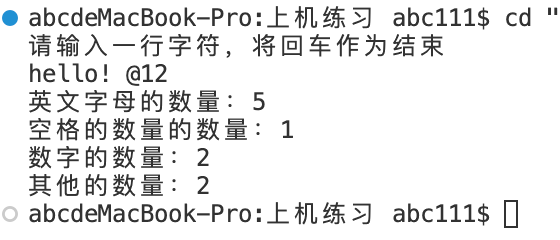 abcdeMacBook-Pro:上机练习 abc111$ cd "
请输入一行字符，将回车作为结束
hello! @12
英文字母的数量：5
空格的数量的数量：1
数字的数量：2
其他的数量：2
abcdeMacBook-Pro:上机练习 abc111$